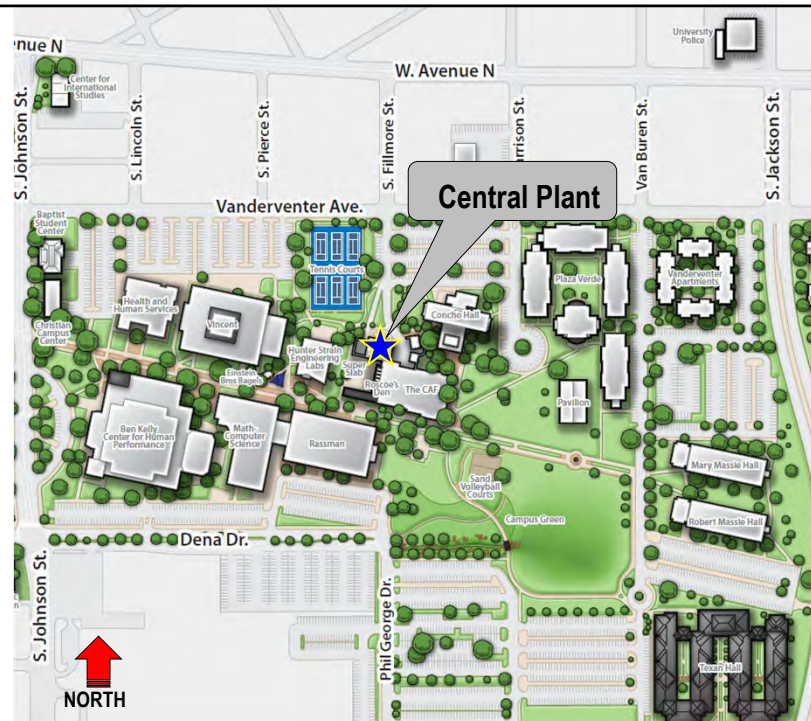 enue N
University
Police
W. Avenue N
Center for
International
Studies
S. Johnson St.
S. Lincoln St.
S. Pierce St.
S. Fillmore St.
rrison St.
Van Buren St.
S. Jackson St.
Central Plant
Vanderventer Ave.
Baptist
Student
Center
Tennis Courts
Plaza Verde
Vanderventer
Apartments
Health and
Human Services
Vincent
Concho Hall
Christian
Campus
Center
Hunter Strain
Engineering
Labs
Super
Slab
Einstein
Bros Bagels
Roscoe's
Den
The CAF
Pavilion
Ben Kelly
Center for Human
Performance
Math-
Computer
Science
Rassman
Mary Massie Hall
Sand
Volleyball
Courts
Campus Green
Robert Massie Hall
Dena Dr.
S. Johnson St.
Phil George Dr.
Texan Hall
NORTH